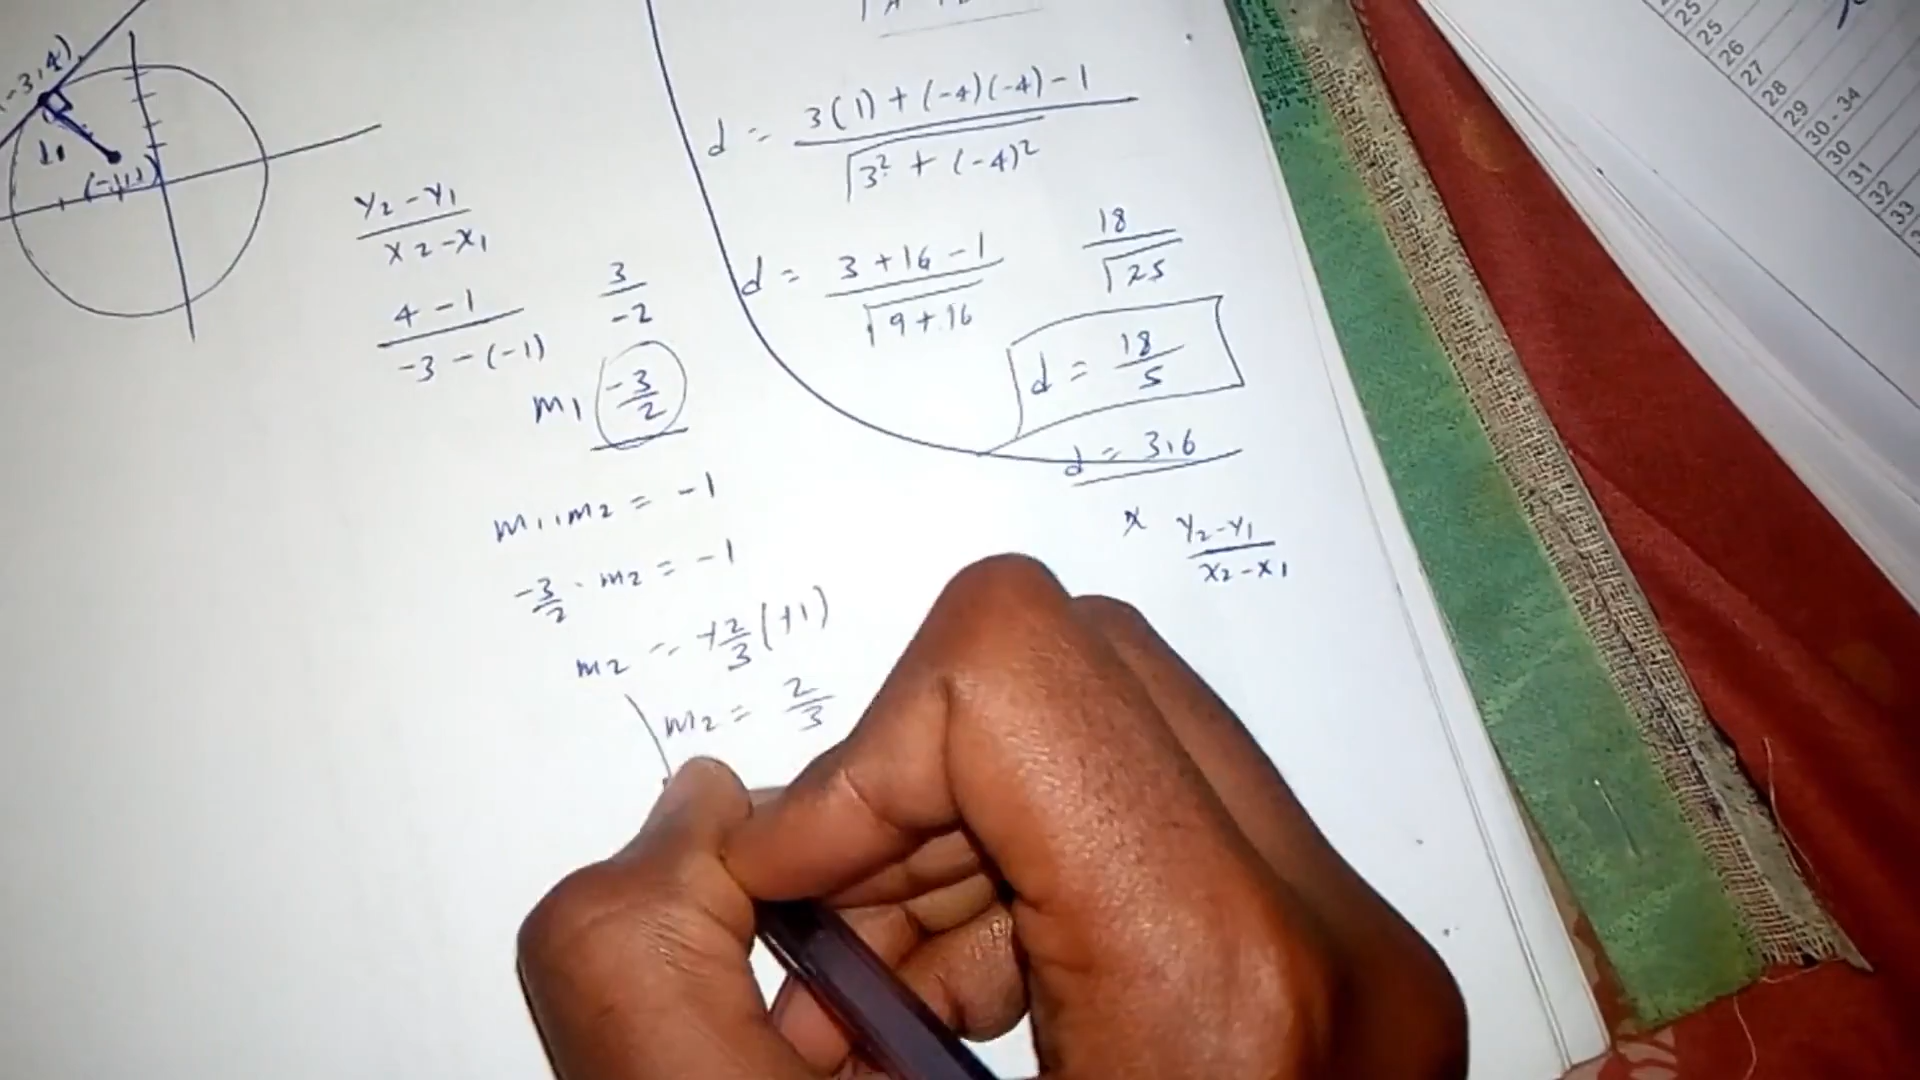 (-3,4)
(-1,1)
y2-y1
x2-x1
4-1
-3-(-1)
3
-2
m1 -3/2
m1.m2 = -1
-3/2 . m2 = -1
m2 = +2/3(+1)
m2 = 2/3
d = 3(1)+(-4)(-4)-1
√3²+(-4)²
d = 3+16-1
√9+16
18
√25
d = 18/5
d = 3,6
x y2-y1
x2-x1
25
25
26
27
28
29
30-34
30
31
32
33